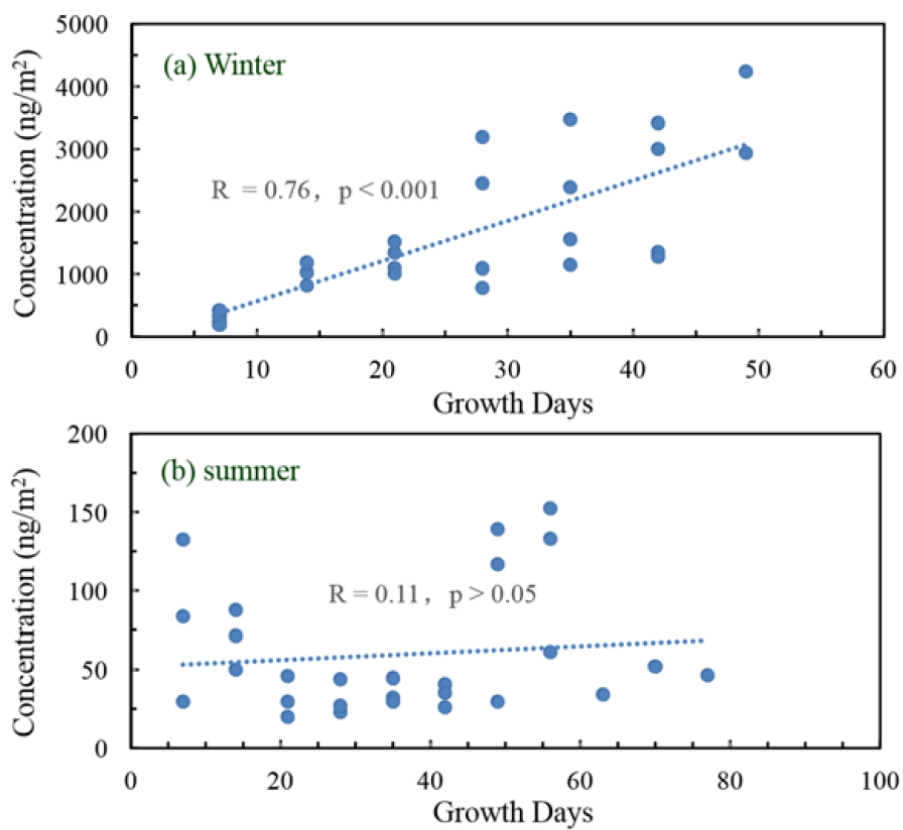 5000
4000
3000
2000
1000
0
Concentration (ng/m²)
(a) Winter
R = 0.76, p < 0.001
0 10 20 30 40 50 60
Growth Days
200
150
100
50
0
Concentration (ng/m²)
(b) summer
R = 0.11, p > 0.05
0 20 40 60 80 100
Growth Days